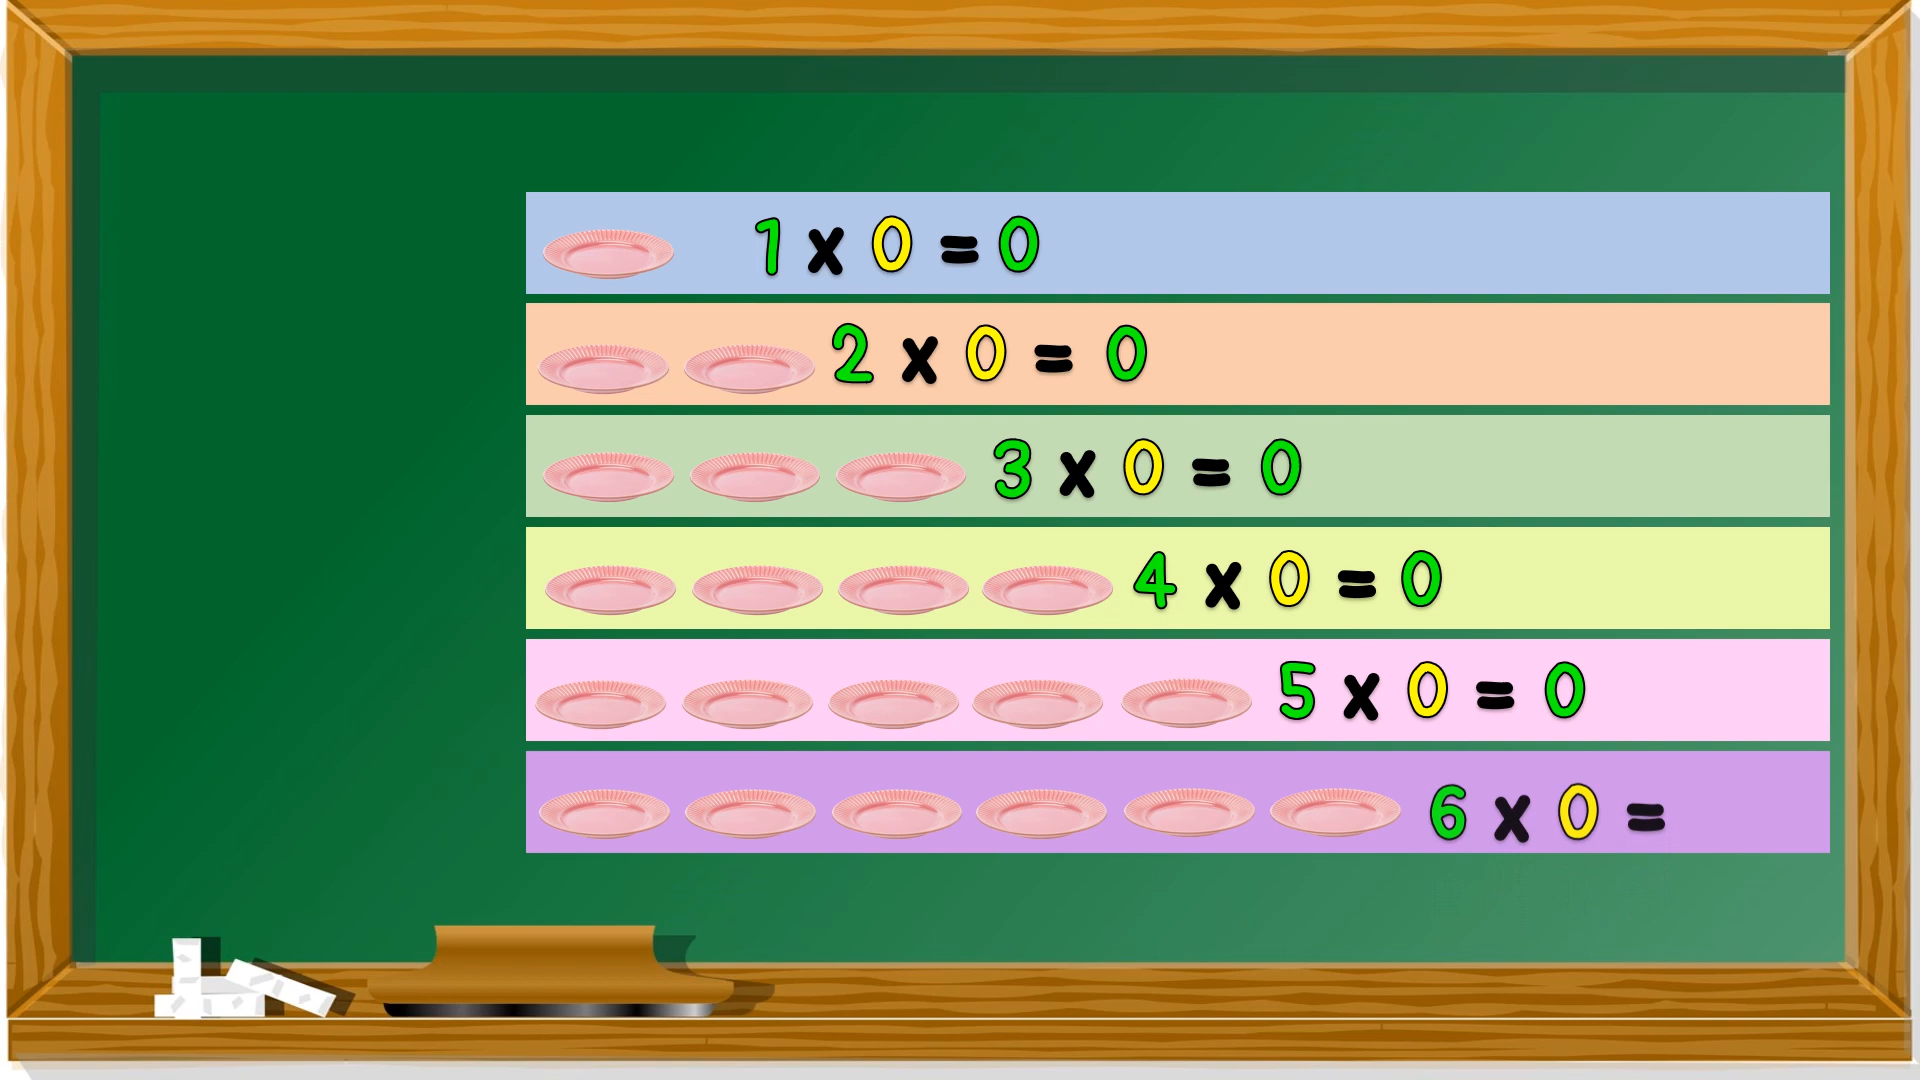 1 x 0 = 0
2 x 0 = 0
3 x 0 = 0
4 x 0 = 0
5 x 0 = 0
6 x 0 =